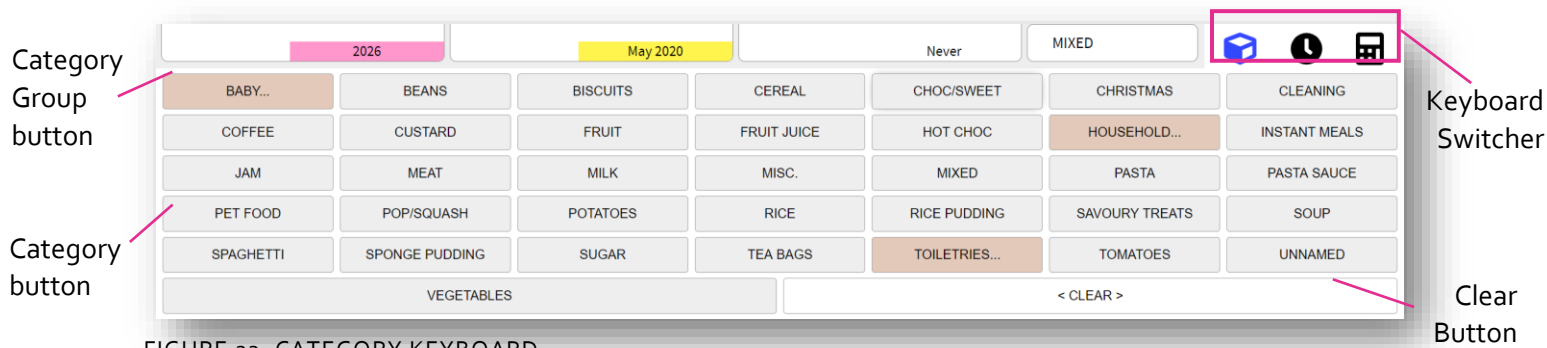 2026
May 2020
Never
MIXED
Category
Group
button
BABY... BEANS BISCUITS CEREAL CHOC/SWEET CHRISTMAS CLEANING
Keyboard
Switcher
COFFEE CUSTARD FRUIT FRUIT JUICE HOT CHOC HOUSEHOLD... INSTANT MEALS
JAM MEAT MILK MISC. MIXED PASTA PASTA SAUCE
PET FOOD POP/SQUASH POTATOES RICE RICE PUDDING SAVOURY TREATS SOUP
Category
button
SPAGHETTI SPONGE PUDDING SUGAR TEA BAGS TOILETRIES... TOMATOES UNNAMED
VEGETABLES < CLEAR >
Clear
Button
FIGURE CATEGORY KEYBOARD